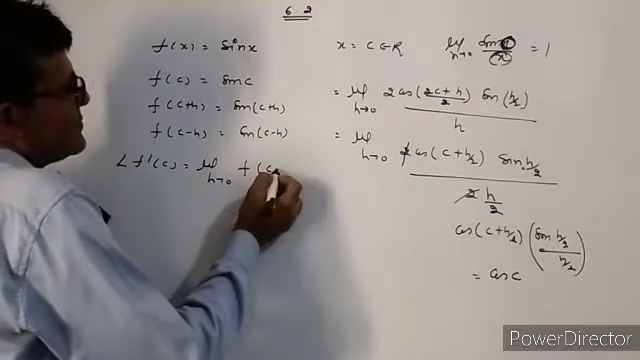 6.2
f(x) = sin x
x = c ∈ R
lim x→0 sin x / (x) = 1
f(c) = sin c
f(c+h) = sin(c+h)
f(c-h) = sin(c-h)
L f'(c) = lim h→0 f(c
= lim h→0 2 cos(2c+h / 2) sin(h/2) / h
= lim h→0 2 cos(c+h/2) sin h/2 / 2 h/2
cos(c+h/2) (sin h/2 / h/2)
= cos c
PowerDirector